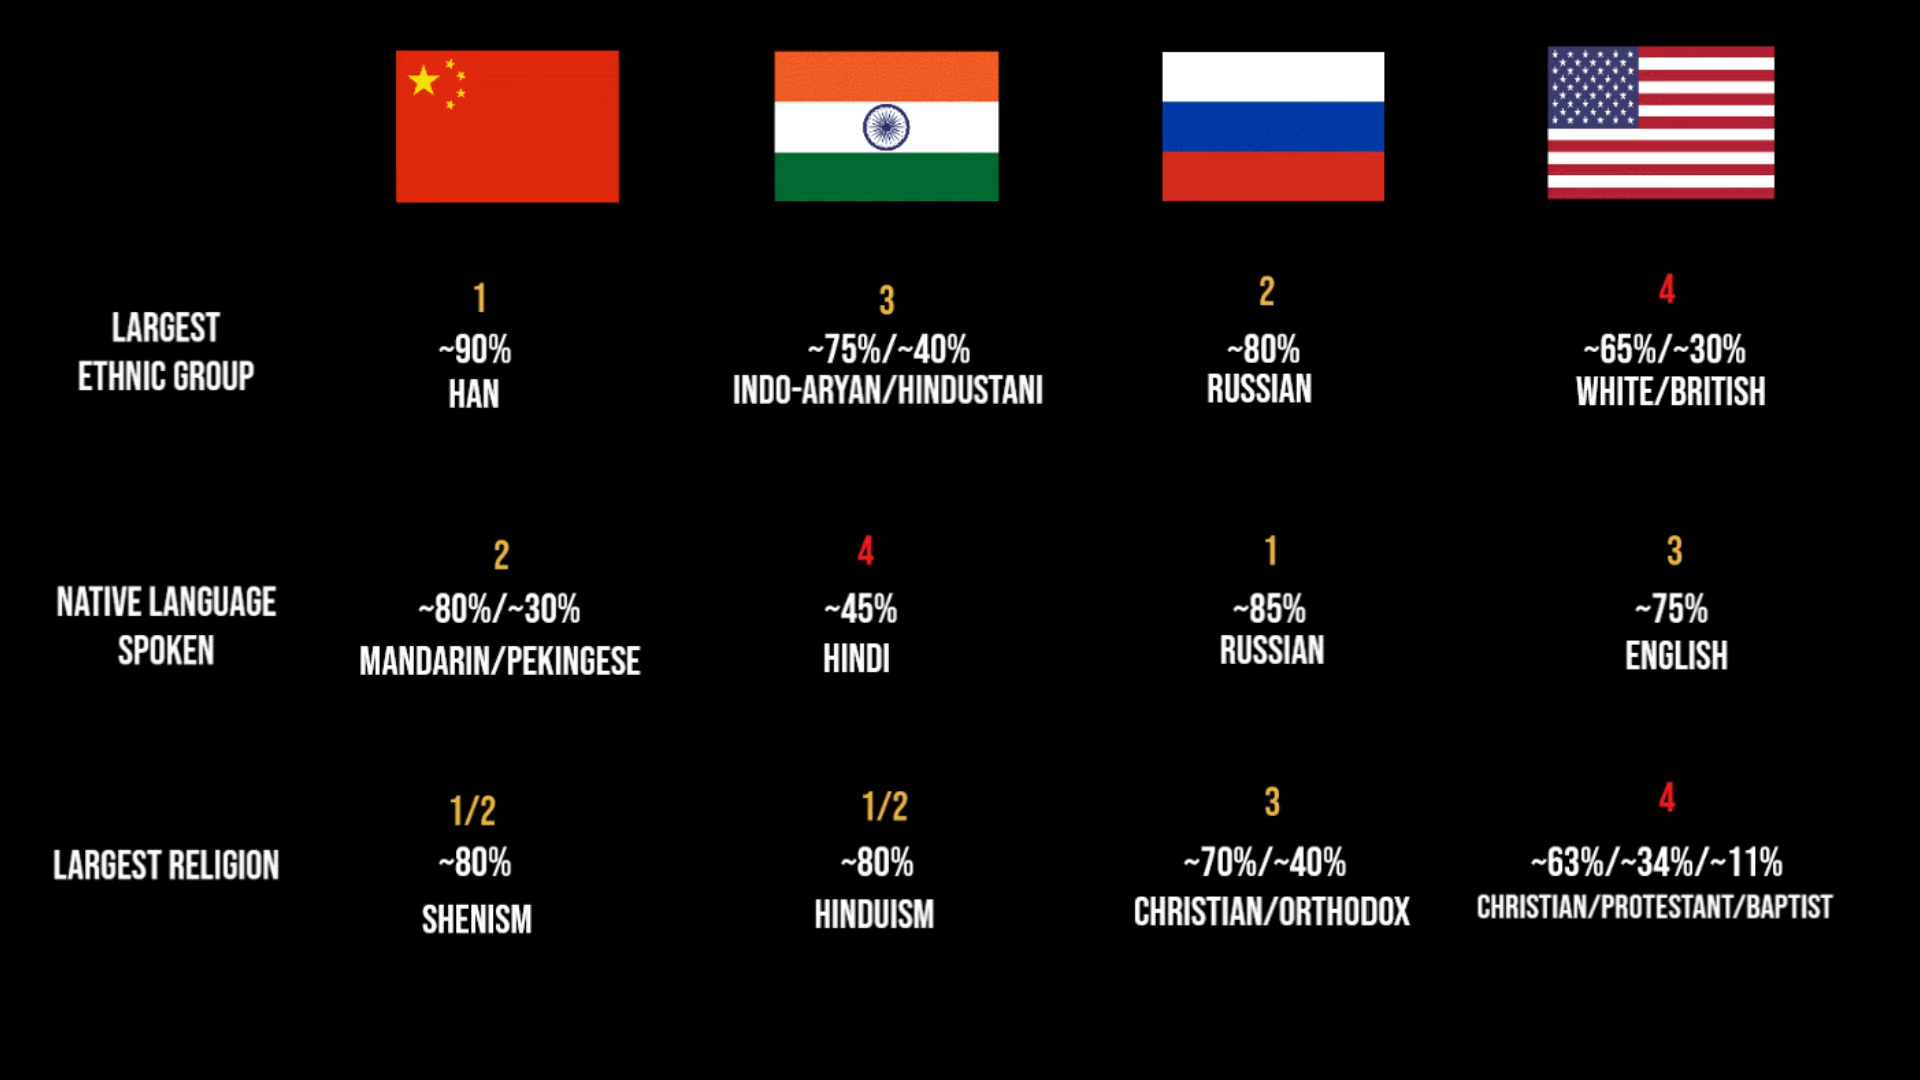 1
3
2
4
LARGEST
ETHNIC GROUP
~90%
~75%/~40%
~80%
~65%/~30%
HAN
INDO-ARYAN/HINDUSTANI
RUSSIAN
WHITE/BRITISH
2
4
1
3
NATIVE LANGUAGE
SPOKEN
~80%/~30%
~45%
~85%
~75%
MANDARIN/PEKINGESE
HINDI
RUSSIAN
ENGLISH
1/2
1/2
3
4
LARGEST RELIGION
~80%
~80%
~70%/~40%
~63%/~34%/~11%
SHENISM
HINDUISM
CHRISTIAN/ORTHODOX
CHRISTIAN/PROTESTANT/BAPTIST